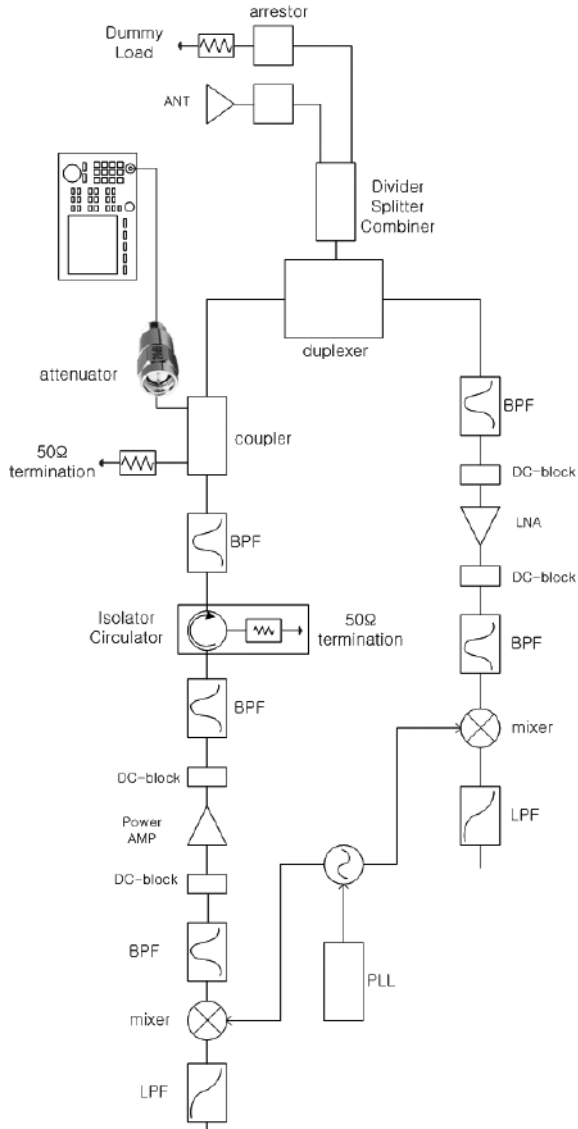 arrestor
Dummy
Load
ANT
Divider
Splitter
Combiner
duplexer
attenuator
BPF
coupler
50Ω
termination
DC-block
LNA
BPF
DC-block
Isolator
Circulator
50Ω
termination
BPF
BPF
mixer
DC-block
Power
AMP
LPF
DC-block
BPF
PLL
mixer
LPF